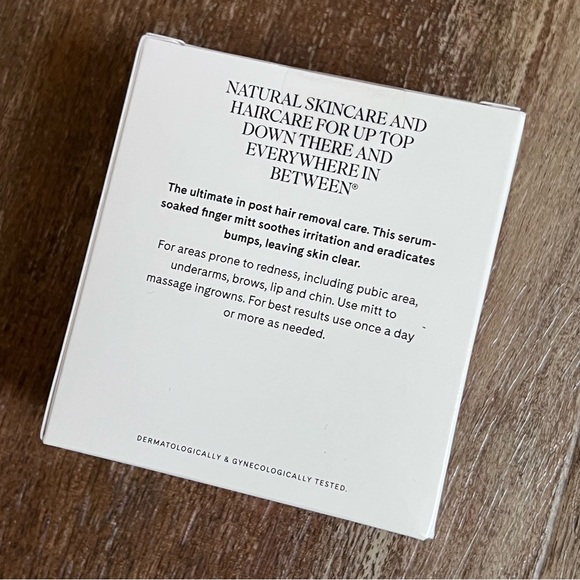 NATURAL SKINCARE AND
HAIRCARE FOR UP TOP
DOWN THERE AND
EVERYWHERE IN
BETWEEN®
The ultimate in post hair removal care. This serum-
soaked finger mitt soothes irritation and eradicates
bumps, leaving skin clear.
For areas prone to redness, including pubic area,
underarms, brows, lip and chin. Use mitt to
massage ingrowns. For best results use once a day
or more as needed.
DERMATOLOGICALLY & GYNECOLOGICALLY TESTED.